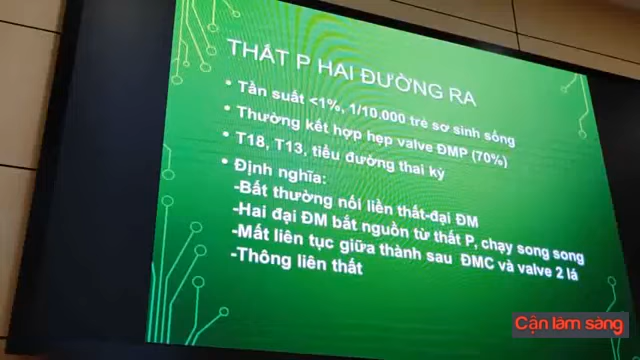 THẤT P HAI ĐƯỜNG RA
• Tần suất <1%, 1/10.000 trẻ sơ sinh sống
• Thường kết hợp hẹp valve ĐMP (70%)
• T18, T13, tiểu đường thai kỳ
• Định nghĩa:
-Bất thường nối liền thất-đại ĐM
-Hai đại ĐM bắt nguồn từ thất P, chạy song song
-Mất liên tục giữa thành sau ĐMC và valve 2 lá
-Thông liên thất
Cận lâm sàng